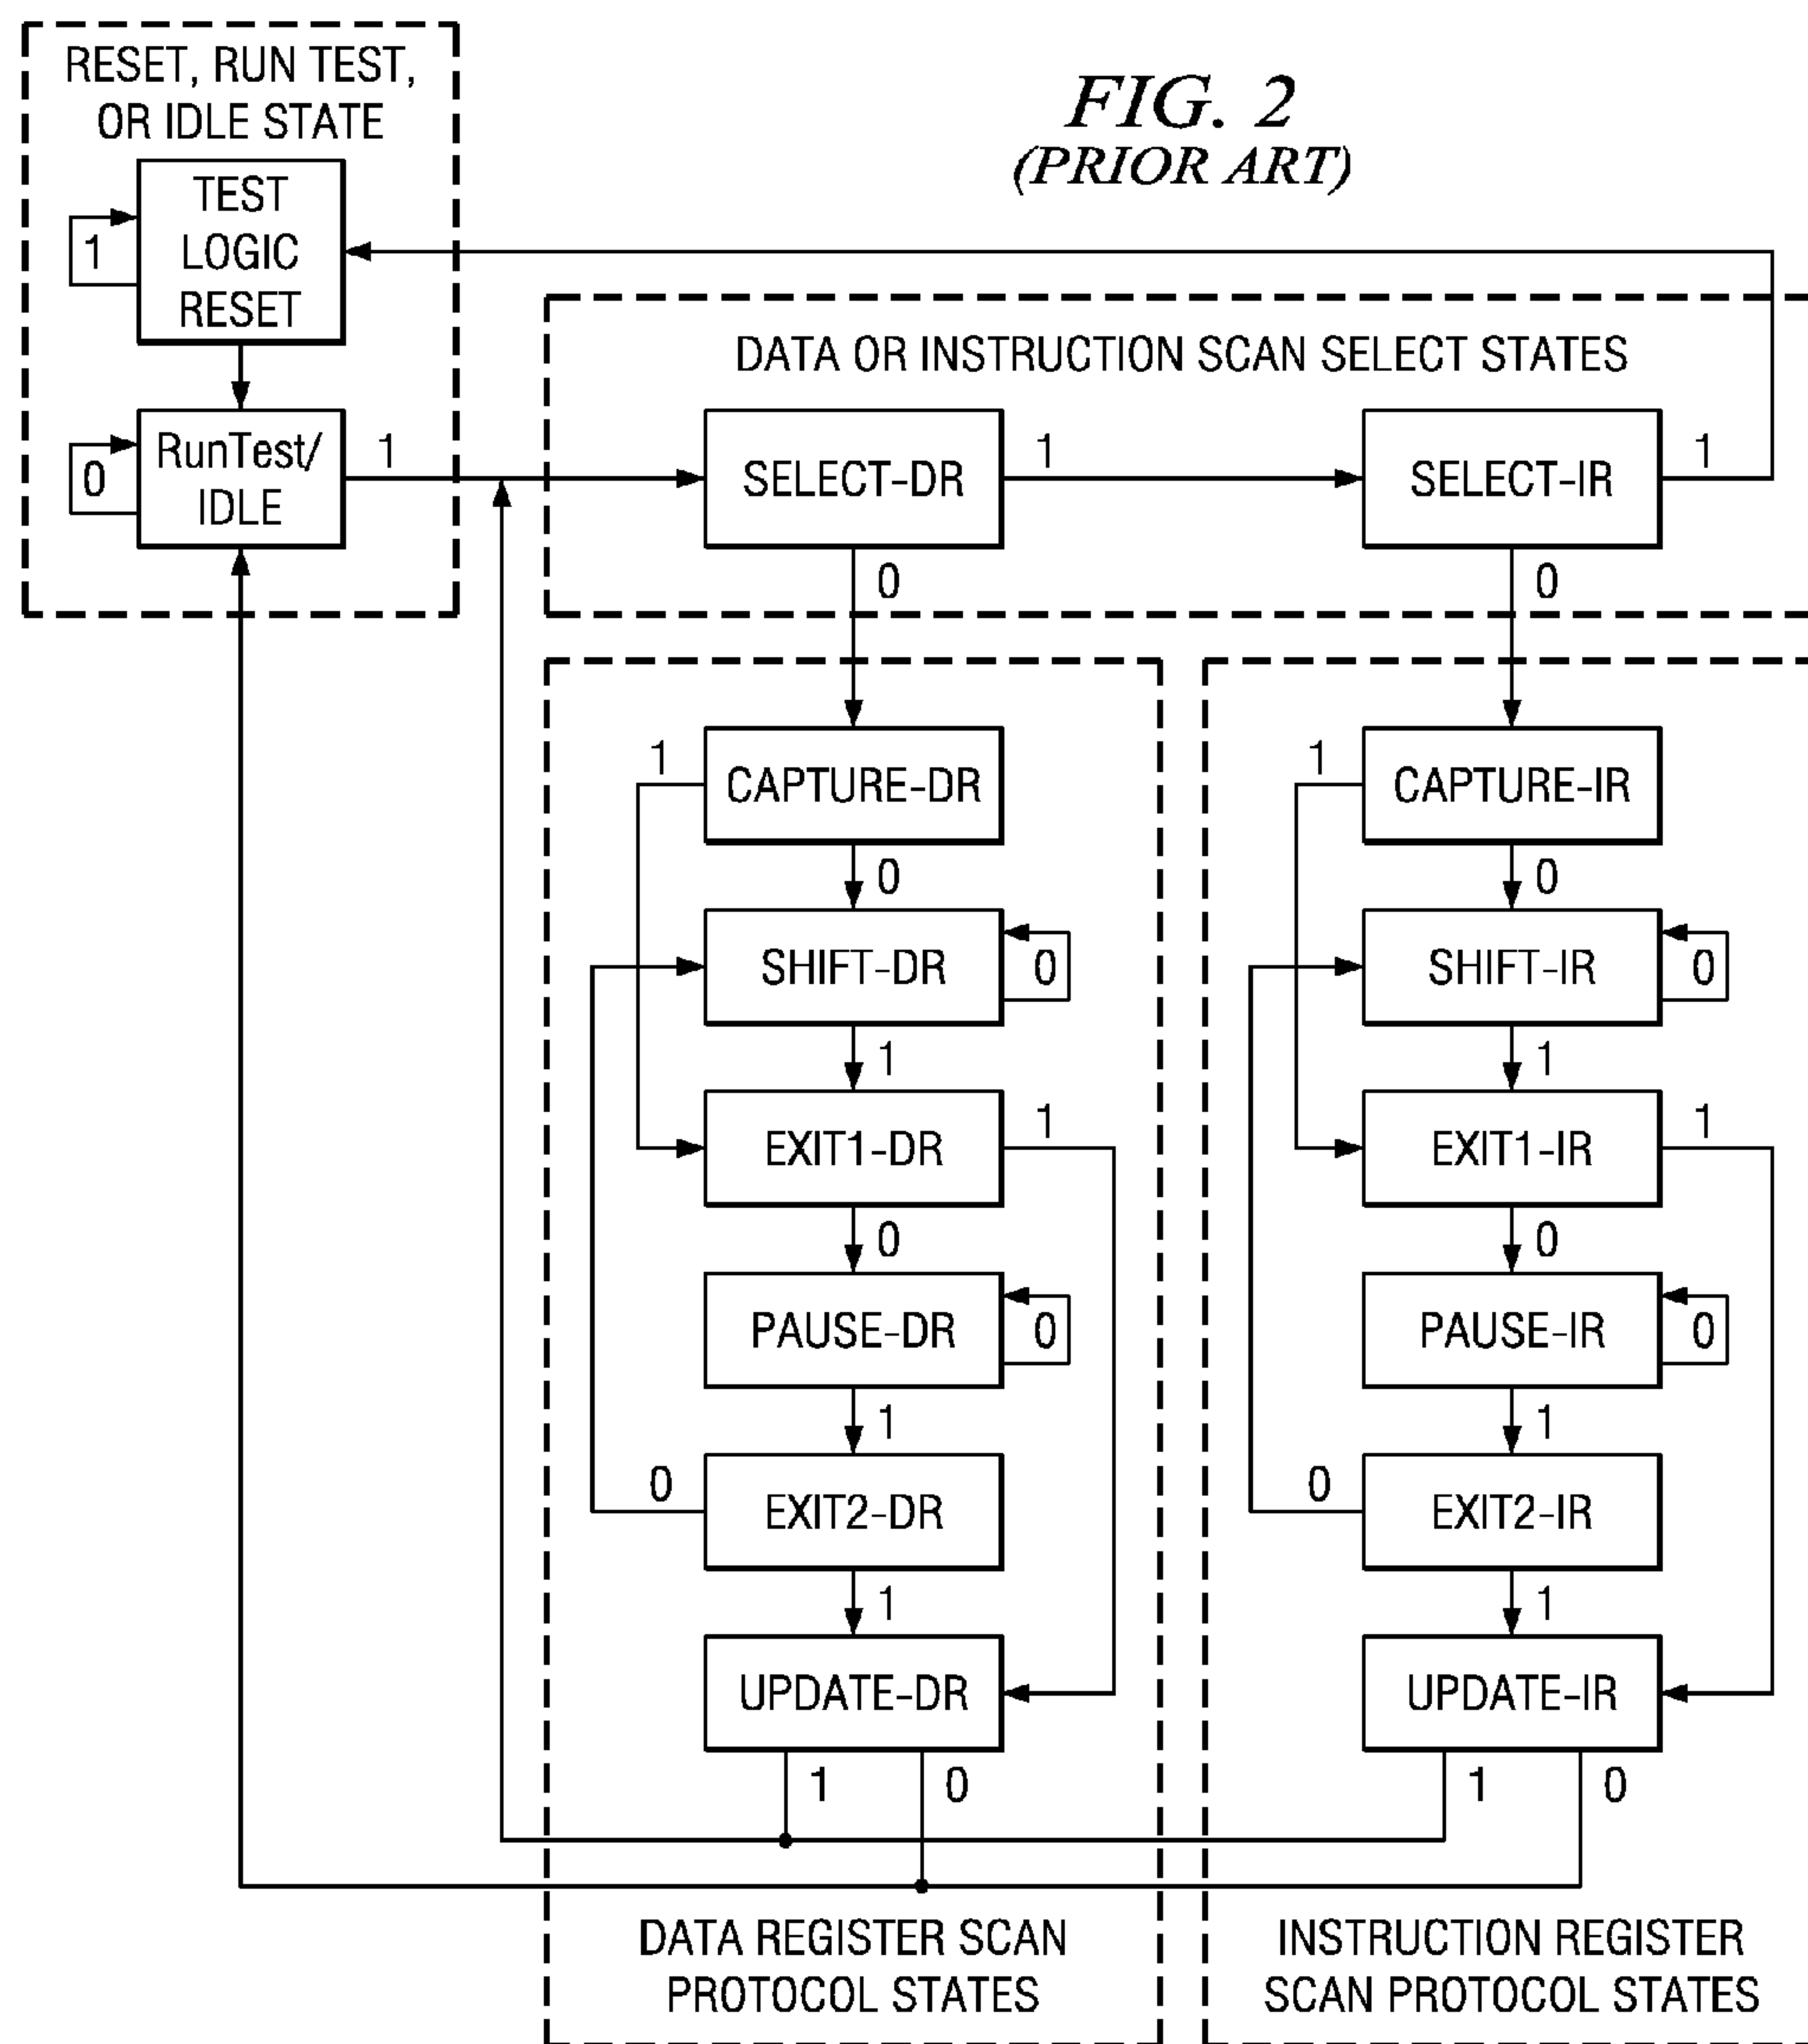 RESET, RUN TEST,
OR IDLE STATE
FIG. 2
(PRIOR ART)
TEST
LOGIC
RESET
1
DATA OR INSTRUCTION SCAN SELECT STATES
RunTest/
IDLE
0
1
SELECT-DR
1
SELECT-IR
1
0
0
1
CAPTURE-DR
1
CAPTURE-IR
0
0
SHIFT-DR
0
SHIFT-IR
0
1
1
EXIT1-DR
1
EXIT1-IR
1
0
0
PAUSE-DR
0
PAUSE-IR
0
1
1
0
EXIT2-DR
0
EXIT2-IR
1
1
UPDATE-DR
UPDATE-IR
1
0
1
0
DATA REGISTER SCAN
PROTOCOL STATES
INSTRUCTION REGISTER
SCAN PROTOCOL STATES